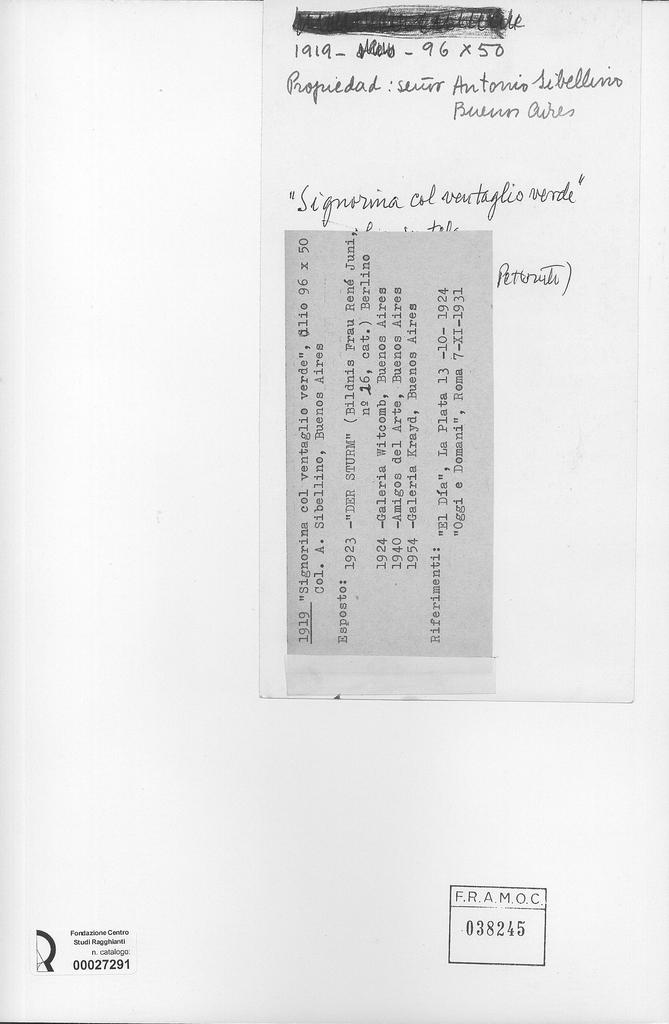 1919 - - 96 x 50
Propiedad : señor Antonio Sibellino
Buenos Aires
"Signorina col ventaglio verde"
Pettoruti)
1919 "Signorina col ventaglio verde", Olio 96 x 50
Col. A. Sibellino, Buenos Aires
Esposto:
1923 -"DER STURM" (Bildnis Frau René Juni,
nº 26, cat.) Berlino
1924 -Galeria Witcomb, Buenos Aires
1940 -Amigos del Arte, Buenos Aires
1954 -Galeria Krayd, Buenos Aires
Riferimenti: "El Día", La Plata 13 -10- 1924
"Oggi e Domani", Roma 7-XI-1931
F.R.A.M.O.C.
038245
Fondazione Centro
Studi Ragghianti
n. catalogo:
00027291